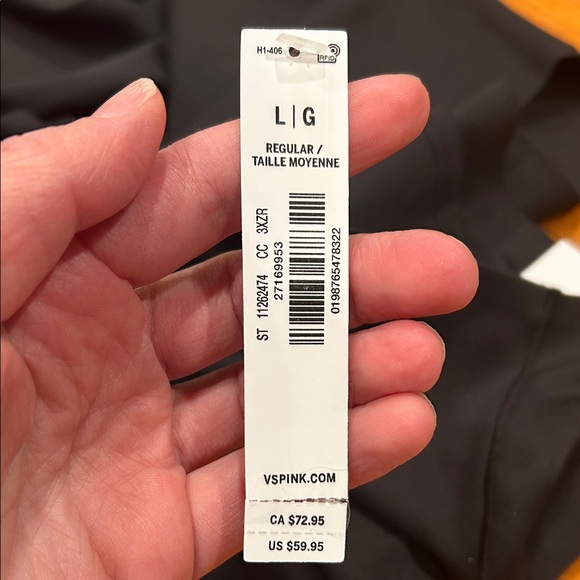 H1-406
RFID
L|G
REGULAR /
TAILLE MOYENNE
ST 11262474 CC 3XZR
27169953
0198765478322
VSPINK.COM
CA $72.95
US $59.95